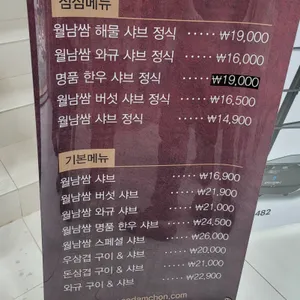 점심메뉴
월남쌈 해물 샤브 정식 ····· ₩19,000
월남쌈 와규 샤브 정식 ····· ₩16,000
명품 한우 샤브 정식 ····· ₩19,000
월남쌈 버섯 샤브 정식 ···· ₩16,500
월남쌈 샤브 정식 ····· ₩14,900
기본메뉴
월남쌈 샤브 ····· ₩16,900
월남쌈 버섯 샤브 ····· ₩21,900
월남쌈 와규 샤브 ····· ₩21,000
월남쌈 명품 한우 샤브 ····· ₩24,500
월남쌈 스페셜 샤브 ····· ₩26,000
우삼겹 구이 & 샤브 ····· ₩20,000
돈삼겹 구이 & 샤브 ····· ₩21,000
와규 구이 & 샤브 ····· ₩22,900
damchon.com
482